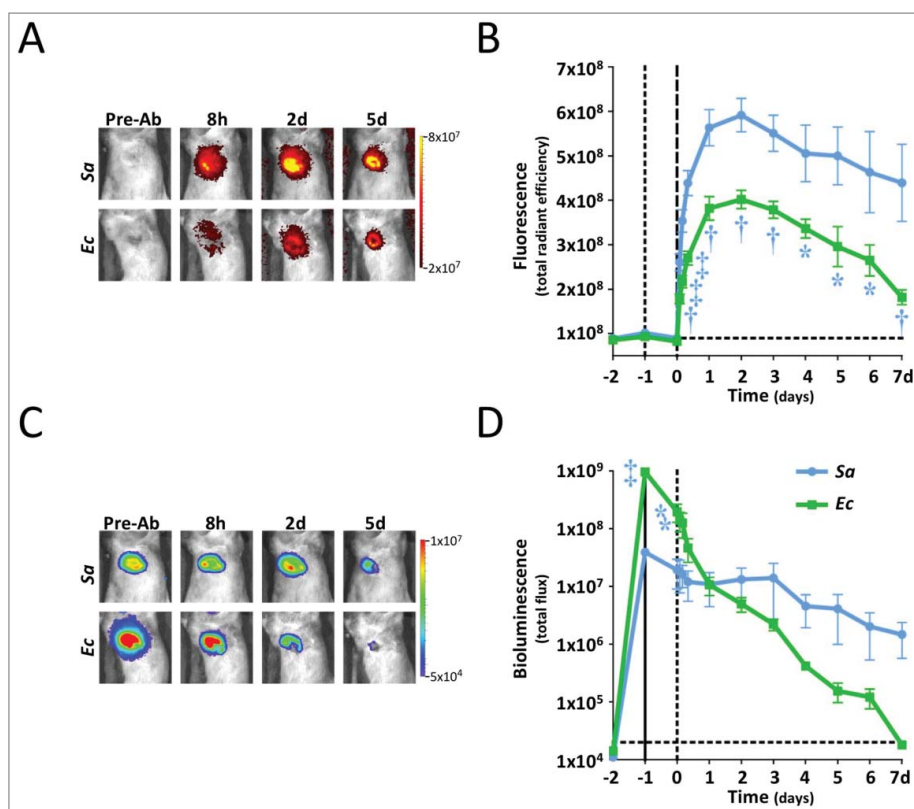 A
Pre-Ab 8h 2d 5d
Sa
Ec
8x10⁷
2x10⁷
B
Fluorescence
(total radiant efficiency)
7x10⁸
6x10⁸
5x10⁸
4x10⁸
3x10⁸
2x10⁸
1x10⁸
‡
‡
‡
†
†
†
†
*
*
*
†
-2 -1 0 1 2 3 4 5 6 7d
Time (days)
C
Pre-Ab 8h 2d 5d
Sa
Ec
1x10⁷
5x10⁴
D
Bioluminescence
(total flux)
1x10⁹
1x10⁸
1x10⁷
1x10⁶
1x10⁵
1x10⁴
‡
*
*
Sa
Ec
-2 -1 0 1 2 3 4 5 6 7d
Time (days)